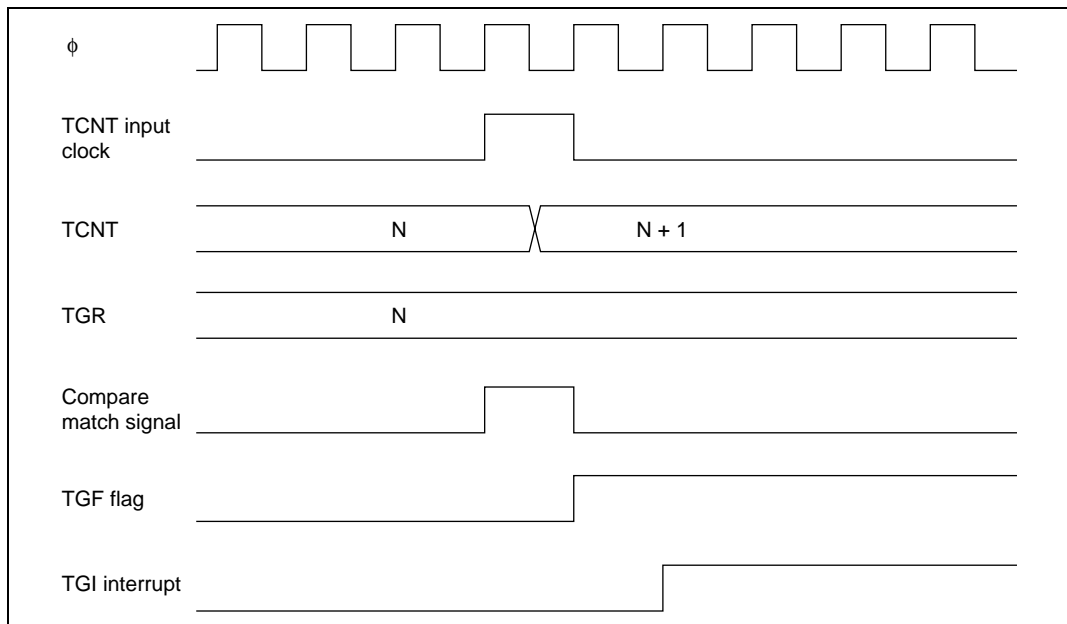 ϕ
TCNT input
clock
TCNT
N
N + 1
TGR
N
Compare
match signal
TGF flag
TGI interrupt